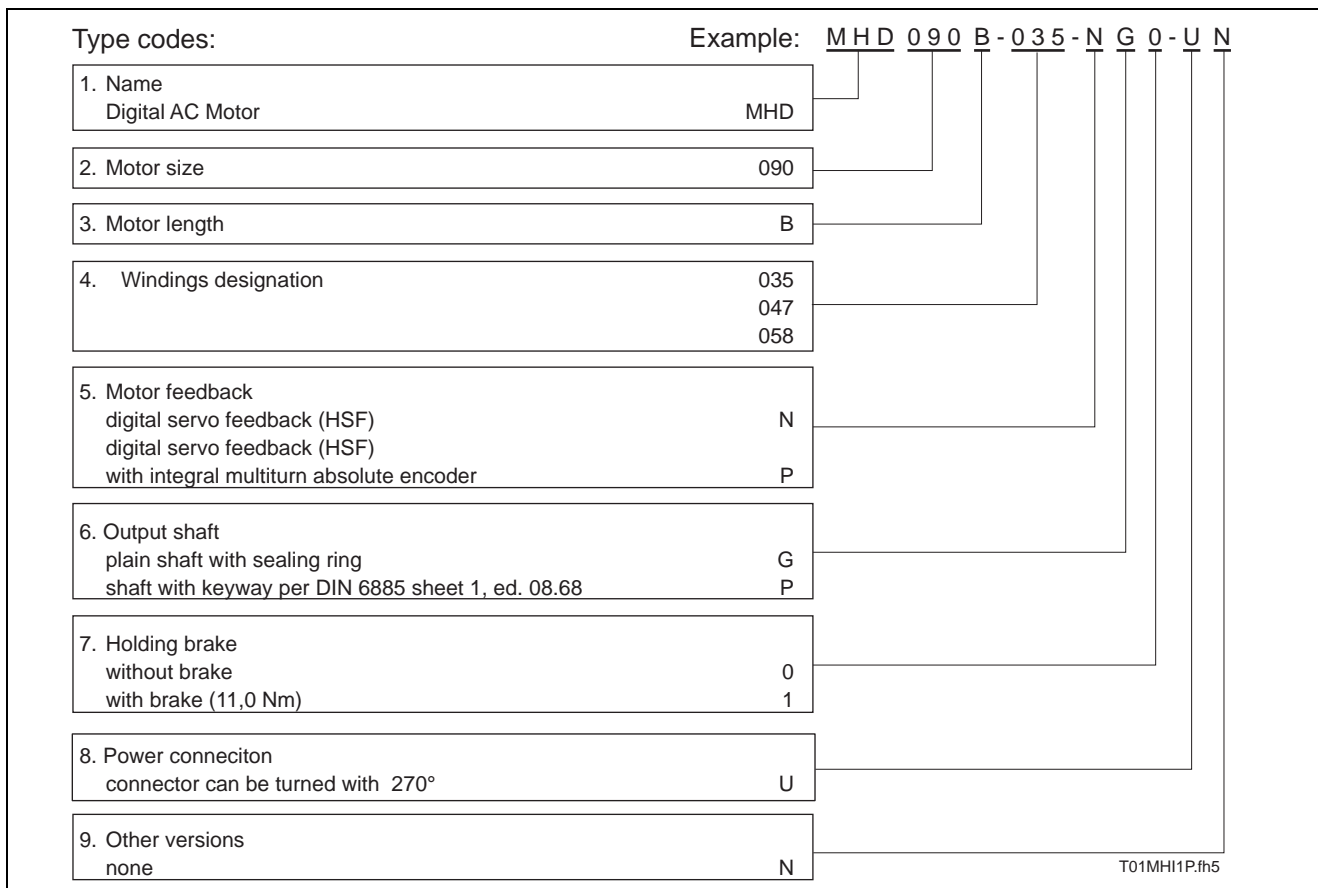 Type codes: Example: MHD 090 B - 035 - N G 0 - U N
1. Name
Digital AC Motor MHD
2. Motor size 090
3. Motor length B
4. Windings designation 035
047
058
5. Motor feedback
digital servo feedback (HSF) N
digital servo feedback (HSF)
with integral multiturn absolute encoder P
6. Output shaft
plain shaft with sealing ring G
shaft with keyway per DIN 6885 sheet 1, ed. 08.68 P
7. Holding brake
without brake 0
with brake (11,0 Nm) 1
8. Power conneciton
connector can be turned with 270° U
9. Other versions
none N
T01MHI1P.fh5